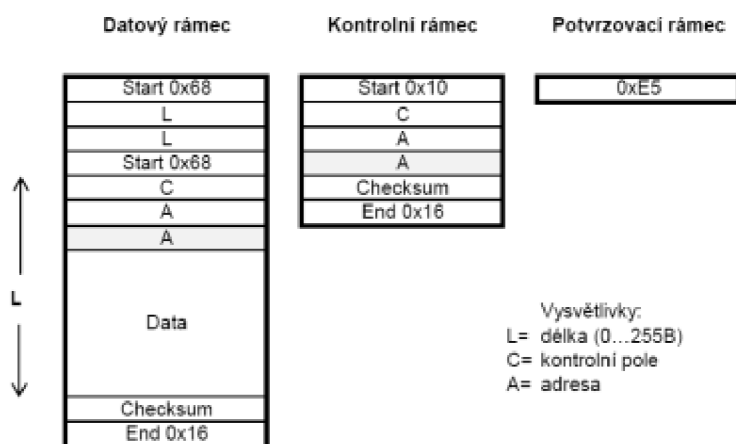 Datový rámec
Start 0x68
L
L
Start 0x68
C
A
A
L
Data
Checksum
End 0x16
Kontrolní rámec
Start 0x10
C
A
A
Checksum
End 0x16
Potvrzovací rámec
0xE5
Vysvětlivky:
L= délka (0...255B)
C= kontrolní pole
A= adresa